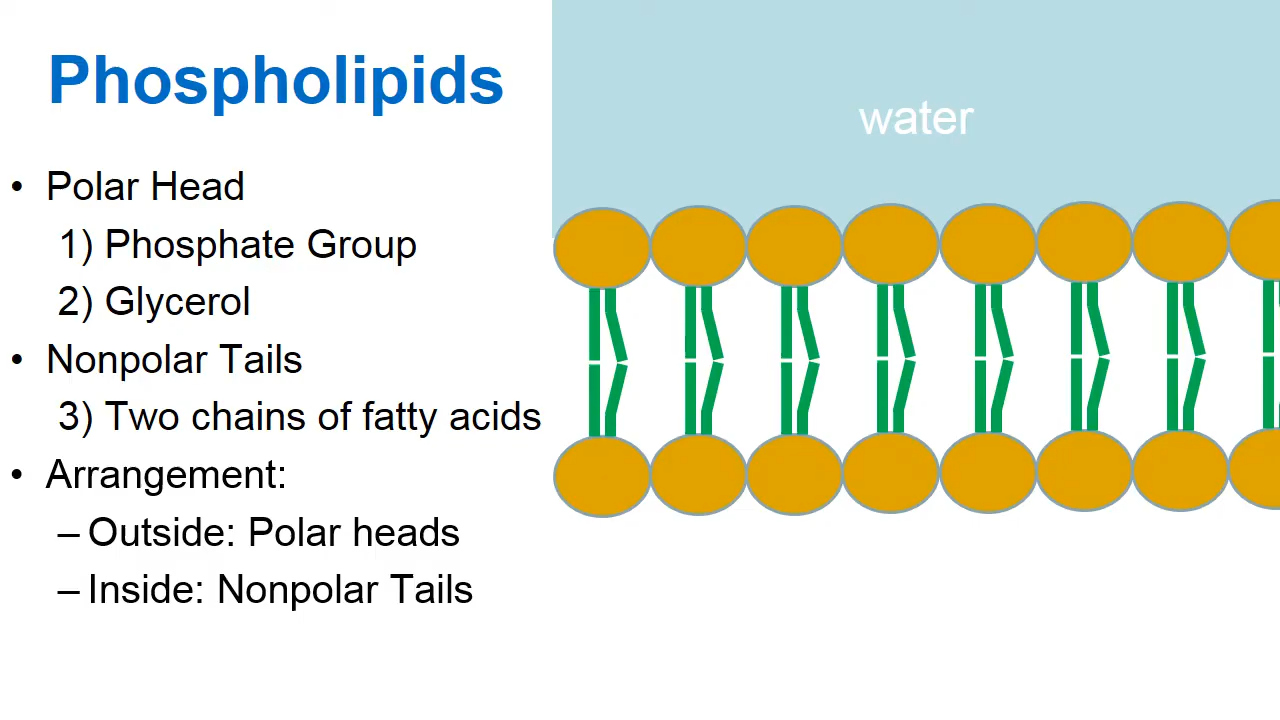 Phospholipids
water
• Polar Head
1) Phosphate Group
2) Glycerol
• Nonpolar Tails
3) Two chains of fatty acids
• Arrangement:
– Outside: Polar heads
– Inside: Nonpolar Tails